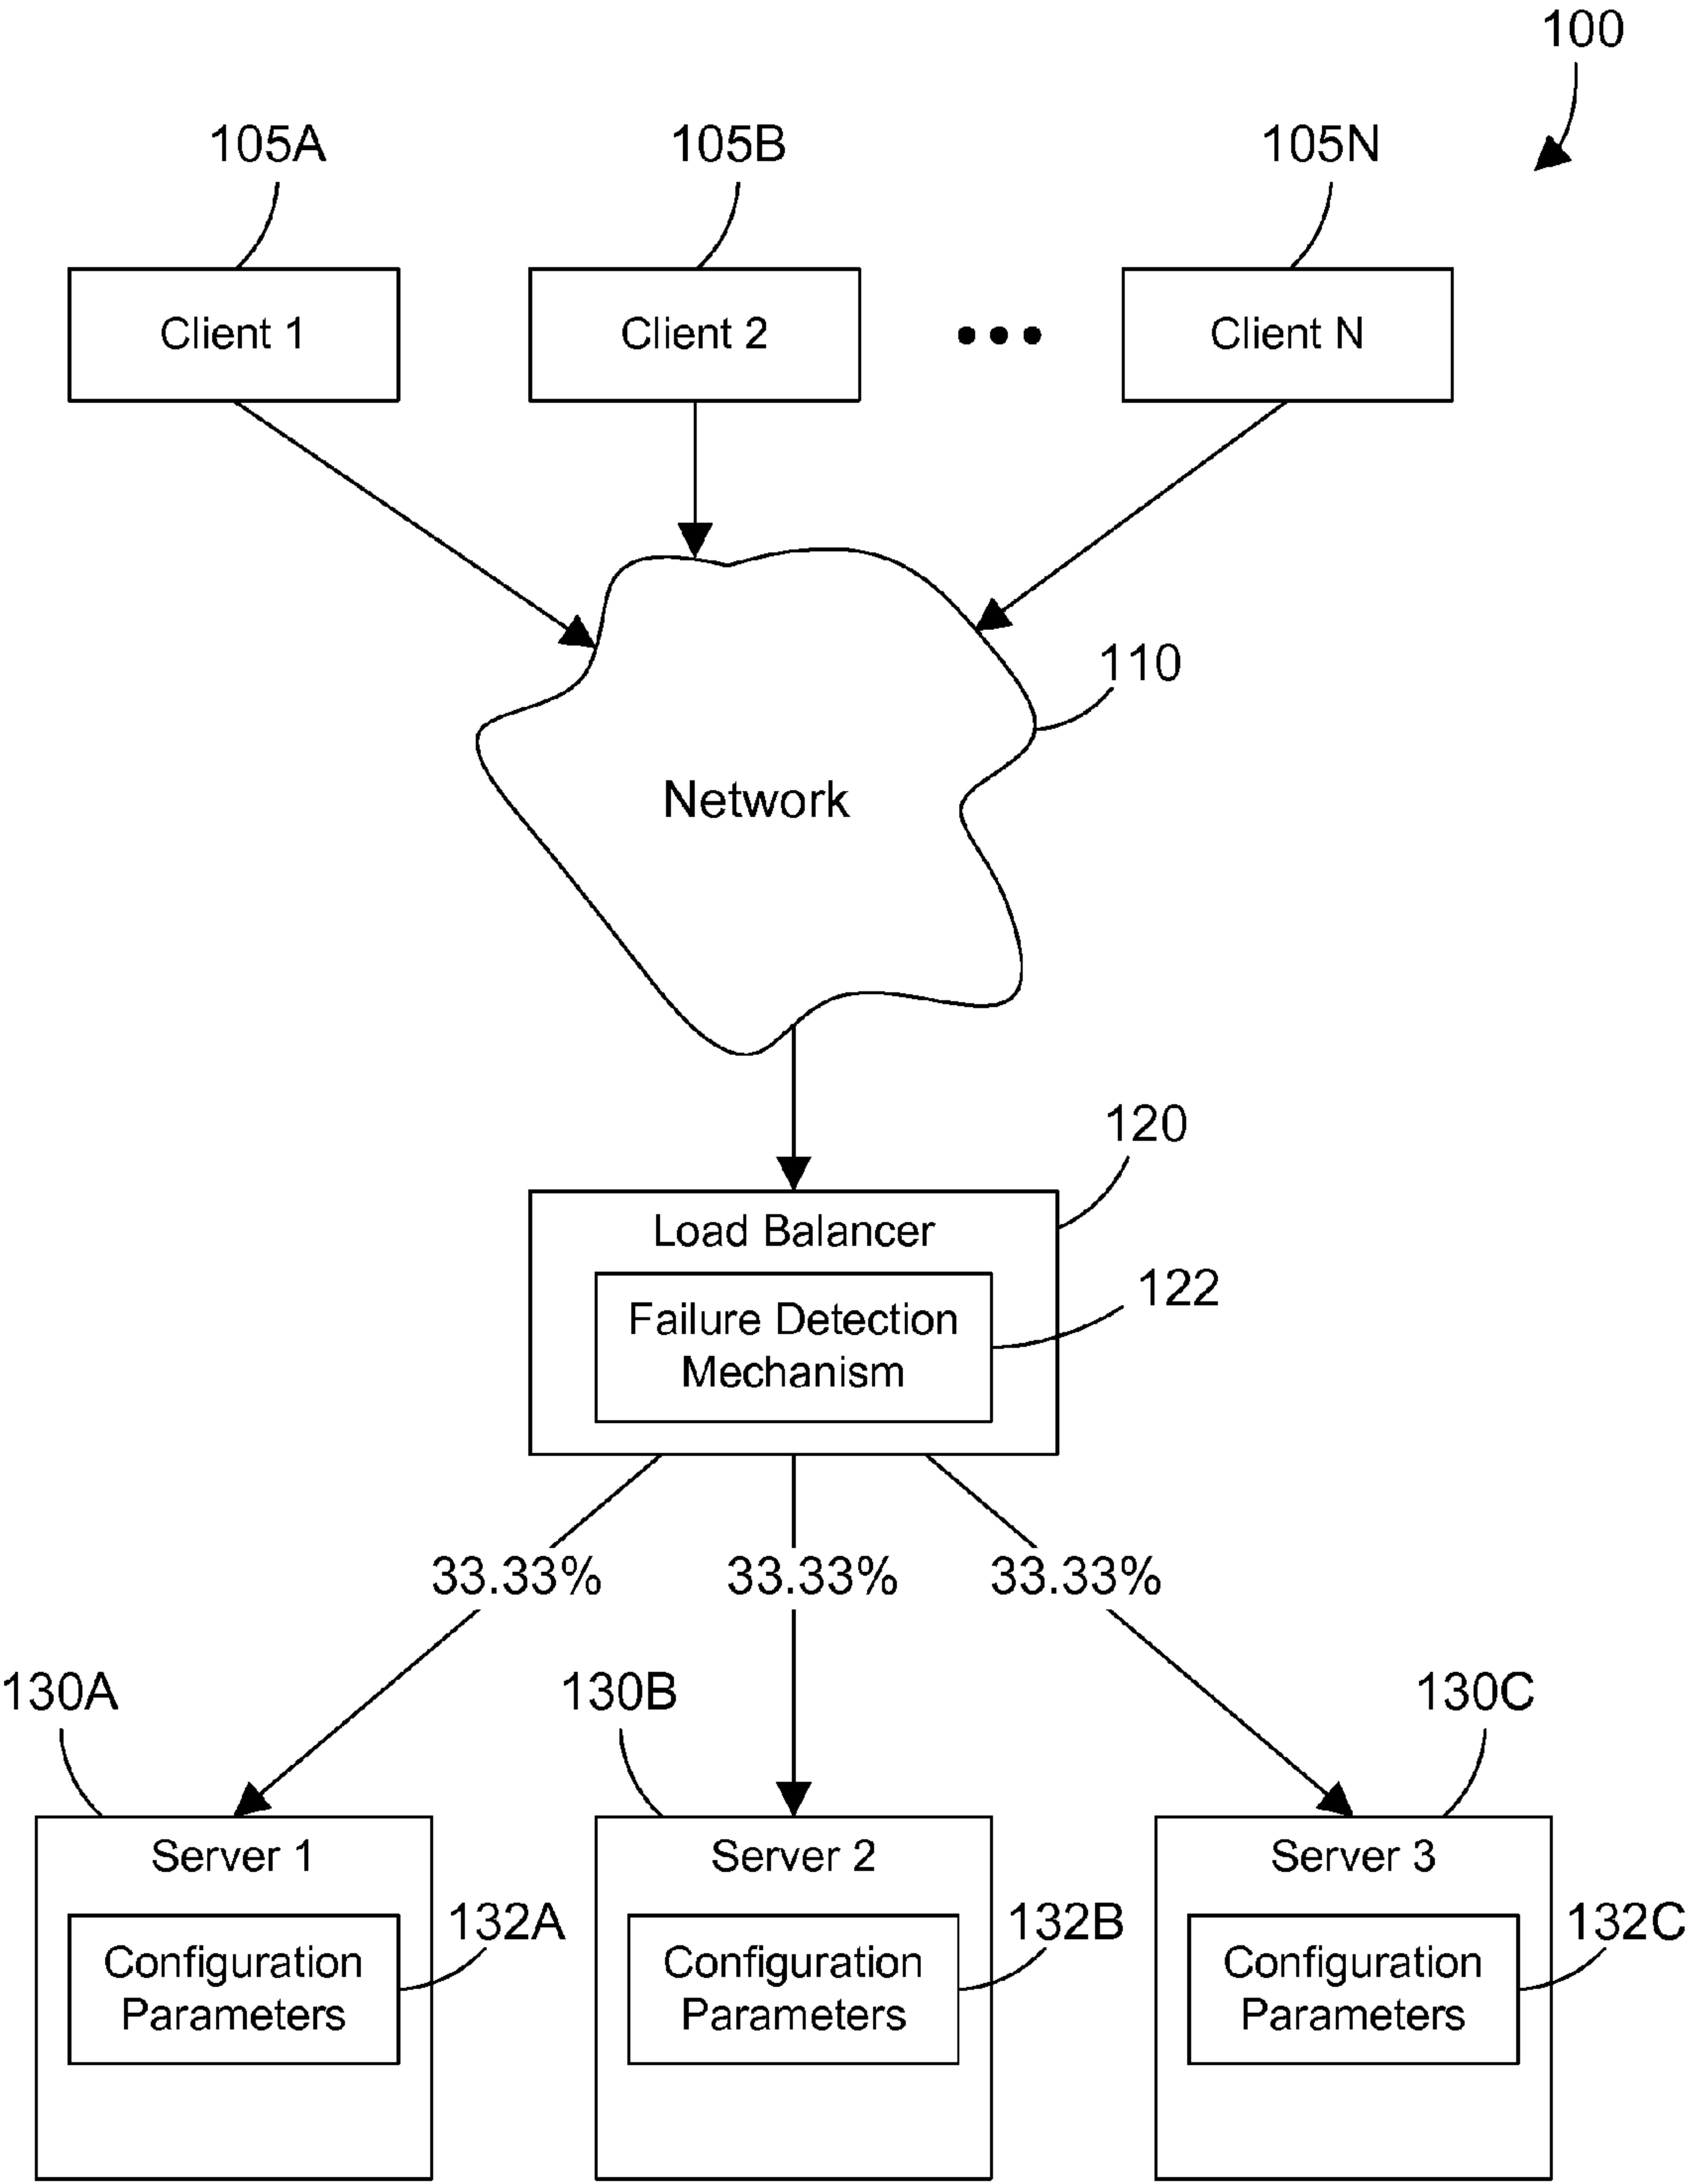 100
105A
105B
105N
Client 1
Client 2
Client N
110
Network
120
Load Balancer
122
Failure Detection
Mechanism
33.33%
33.33%
33.33%
130A
130B
130C
Server 1
Server 2
Server 3
132A
132B
132C
Configuration
Parameters
Configuration
Parameters
Configuration
Parameters